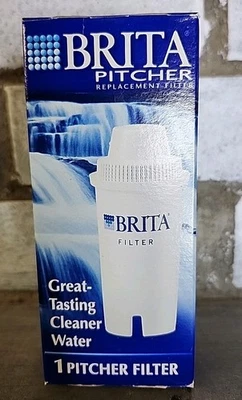 BRITA
PITCHER
REPLACEMENT FILTER
BRITA
FILTER
Great-
Tasting
Cleaner
Water
1 PITCHER FILTER